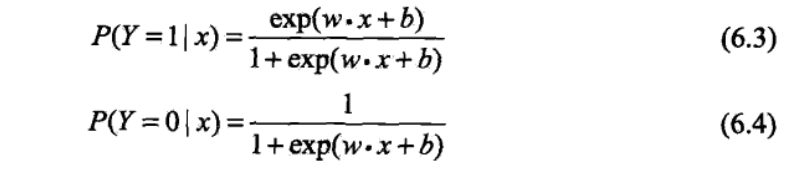 P(Y = 1 | x) = exp(w • x + b) / 1 + exp(w • x + b) (6.3)
P(Y = 0 | x) = 1 / 1 + exp(w • x + b) (6.4)